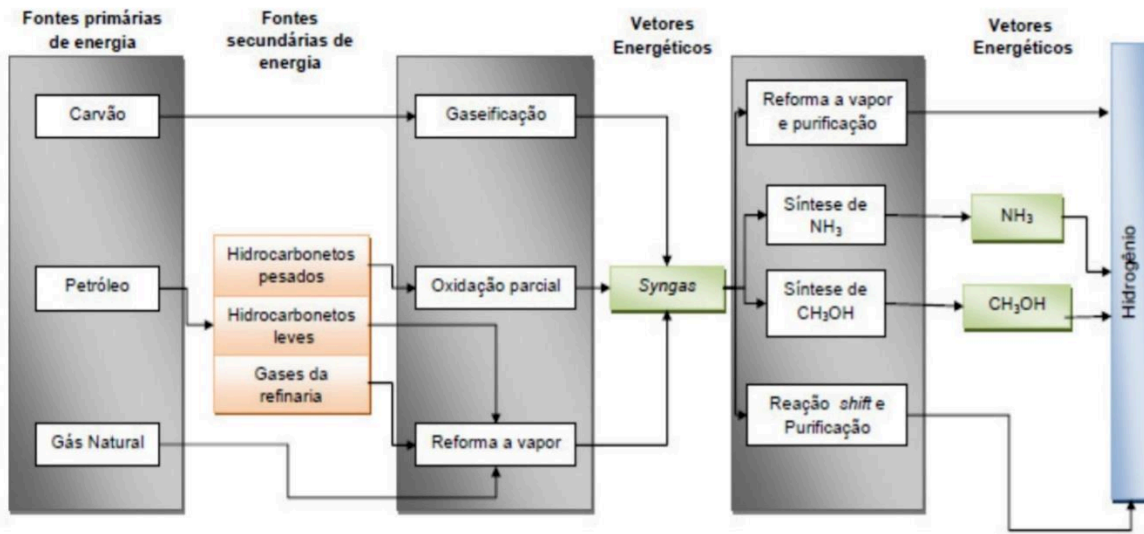 Fontes primárias
de energia
Fontes
secundárias de
energia
Vetores
Energéticos
Vetores
Energéticos
Carvão
Petróleo
Gás Natural
Hidrocarbonetos
pesados
Hidrocarbonetos
leves
Gases da
refinaria
Gaseificação
Oxidação parcial
Reforma a vapor
Syngas
Reforma a vapor
e purificação
Síntese de
NH₃
Síntese de
CH₃OH
Reação shift e
Purificação
NH₃
CH₃OH
Hidrogênio